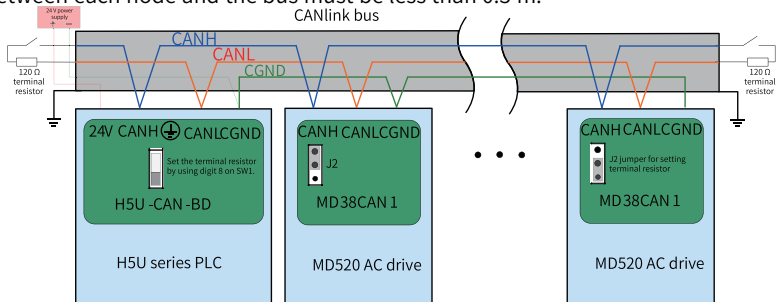 between each node and the bus must be less than 0.3 m.
24 V power
supply
+ −
CANlink bus
CANH
CANL
CGND
120 Ω
terminal
resistor
120 Ω
terminal
resistor
24V CANH CANLCGND
Set the terminal resistor
by using digit 8 on SW1.
H5U -CAN -BD
H5U series PLC
CANH CANLCGND
J2
MD38CAN 1
MD520 AC drive
CANH CANLCGND
J2 jumper for setting
terminal resistor
MD38CAN 1
MD520 AC drive